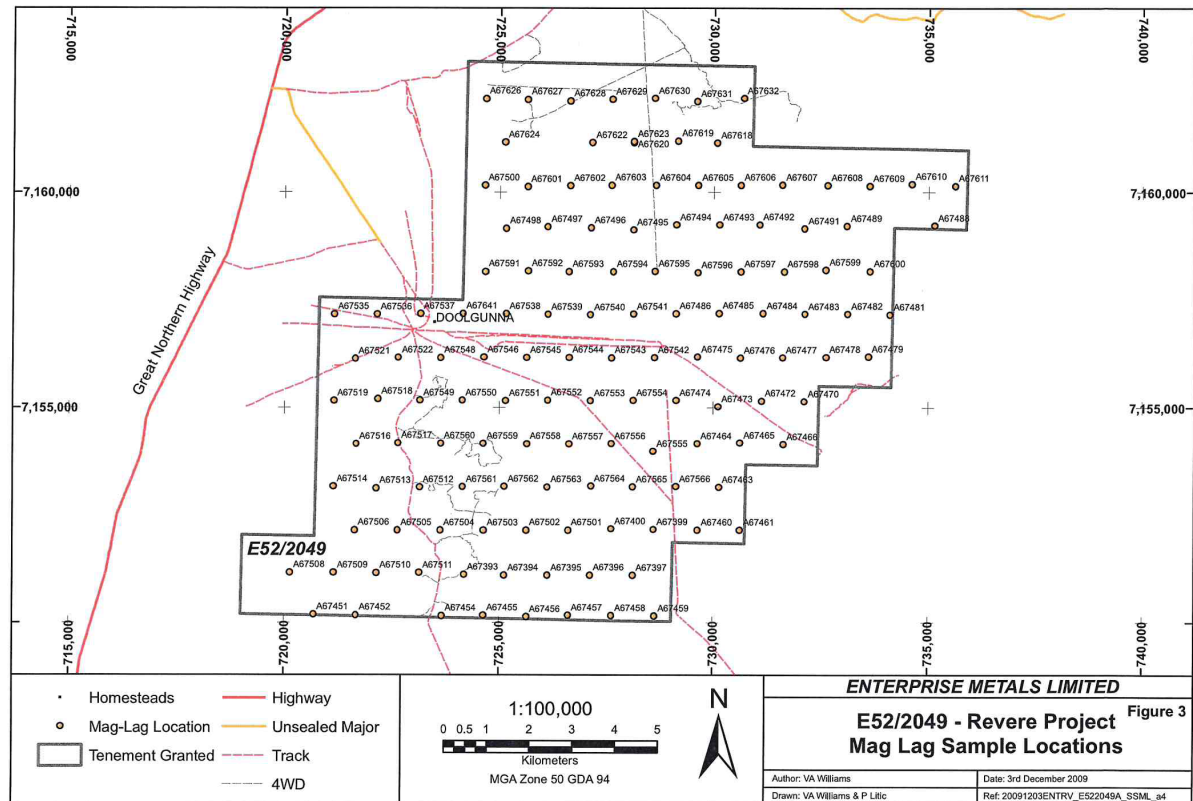 715,000
720,000
725,000
730,000
735,000
740,000
A67626 A67627 A67628 A67629 A67630 A67631 A67632
A67624 A67622 A67623 A67620 A67619 A67618
7,160,000
A67500 A67601 A67602 A67603 A67604 A67605 A67606 A67607 A67608 A67609 A67610 A67611
7,160,000
A67498 A67497 A67496 A67495 A67494 A67493 A67492 A67491 A67489 A67488
A67591 A67592 A67593 A67594 A67595 A67596 A67597 A67598 A67599 A67600
Great Northern Highway
A67535 A67536 A67537 A67641 A67538 A67539 A67540 A67541 A67486 A67485 A67484 A67483 A67482 A67481
DOOLGUNNA
A67521 A67522 A67548 A67546 A67545 A67544 A67543 A67542 A67475 A67476 A67477 A67478 A67479
A67519 A67518 A67549 A67550 A67551 A67552 A67553 A67554 A67474 A67473 A67472 A67470
7,155,000
7,155,000
A67516 A67517 A67560 A67559 A67558 A67557 A67556 A67555 A67464 A67465 A67466
A67514 A67513 A67512 A67561 A67562 A67563 A67564 A67565 A67566 A67463
A67506 A67505 A67504 A67503 A67502 A67501 A67400 A67399 A67460 A67461
E52/2049
A67508 A67509 A67510 A67511 A67393 A67394 A67395 A67396 A67397
A67451 A67452 A67454 A67455 A67456 A67457 A67458 A67459
715,000
720,000
725,000
730,000
735,000
740,000
Homesteads
Mag-Lag Location
Tenement Granted
Highway
Unsealed Major
Track
4WD
1:100,000
0 0.5 1 2 3 4 5
Kilometers
MGA Zone 50 GDA 94
N
ENTERPRISE METALS LIMITED
Figure 3
E52/2049 - Revere Project
Mag Lag Sample Locations
Author: VA Williams
Date: 3rd December 2009
Drawn: VA Williams & P Litic
Ref: 20091203ENTRV_E522049A_SSML_a4